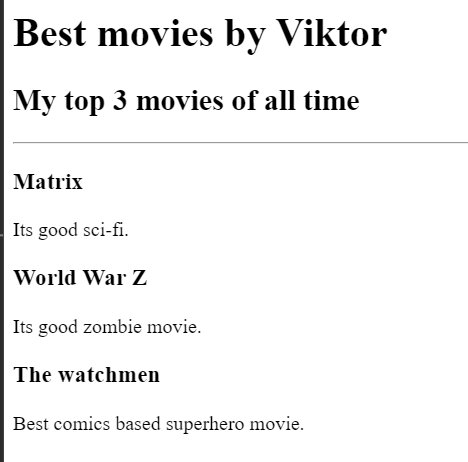 Best movies by Viktor
My top 3 movies of all time
Matrix
Its good sci-fi.
World War Z
Its good zombie movie.
The watchmen
Best comics based superhero movie.